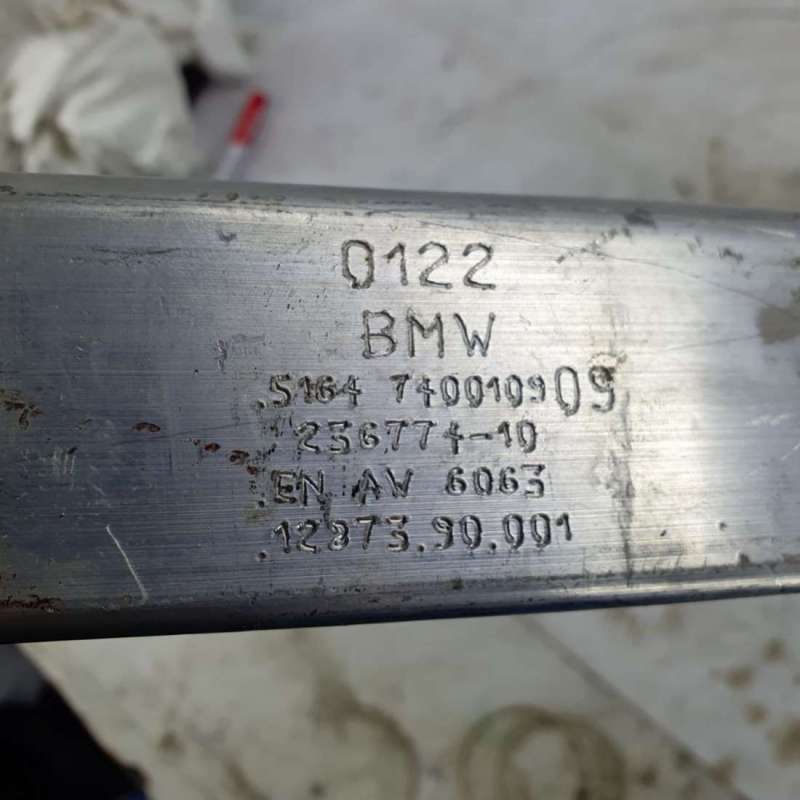 0122
BMW
.5164 7400109 09
.236774-10
.EN AW 6063
.12873.90.001